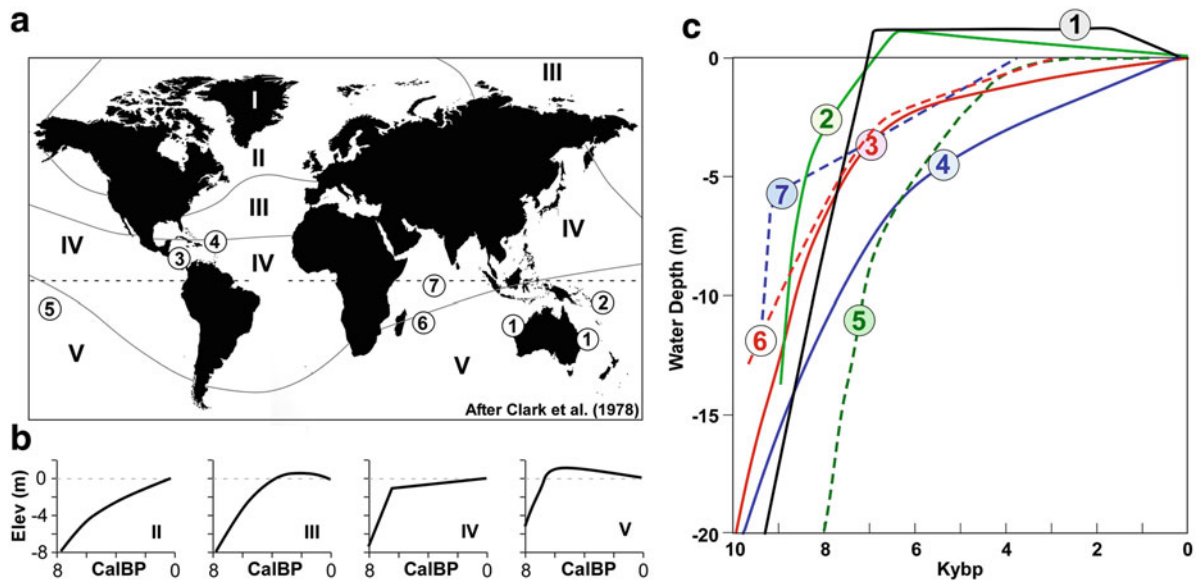 a
III
I
II
III
IV
IV
IV
4
3
5
7
6
2
1
1
V
V
After Clark et al. (1978)
b
Elev (m)
0
-4
-8
II
III
IV
V
8 CalBP 0
8 CalBP 0
8 CalBP 0
8 CalBP 0
c
Water Depth (m)
0
-5
-10
-15
-20
1
2
3
4
7
5
6
10 8 6 4 2 0
Kybp